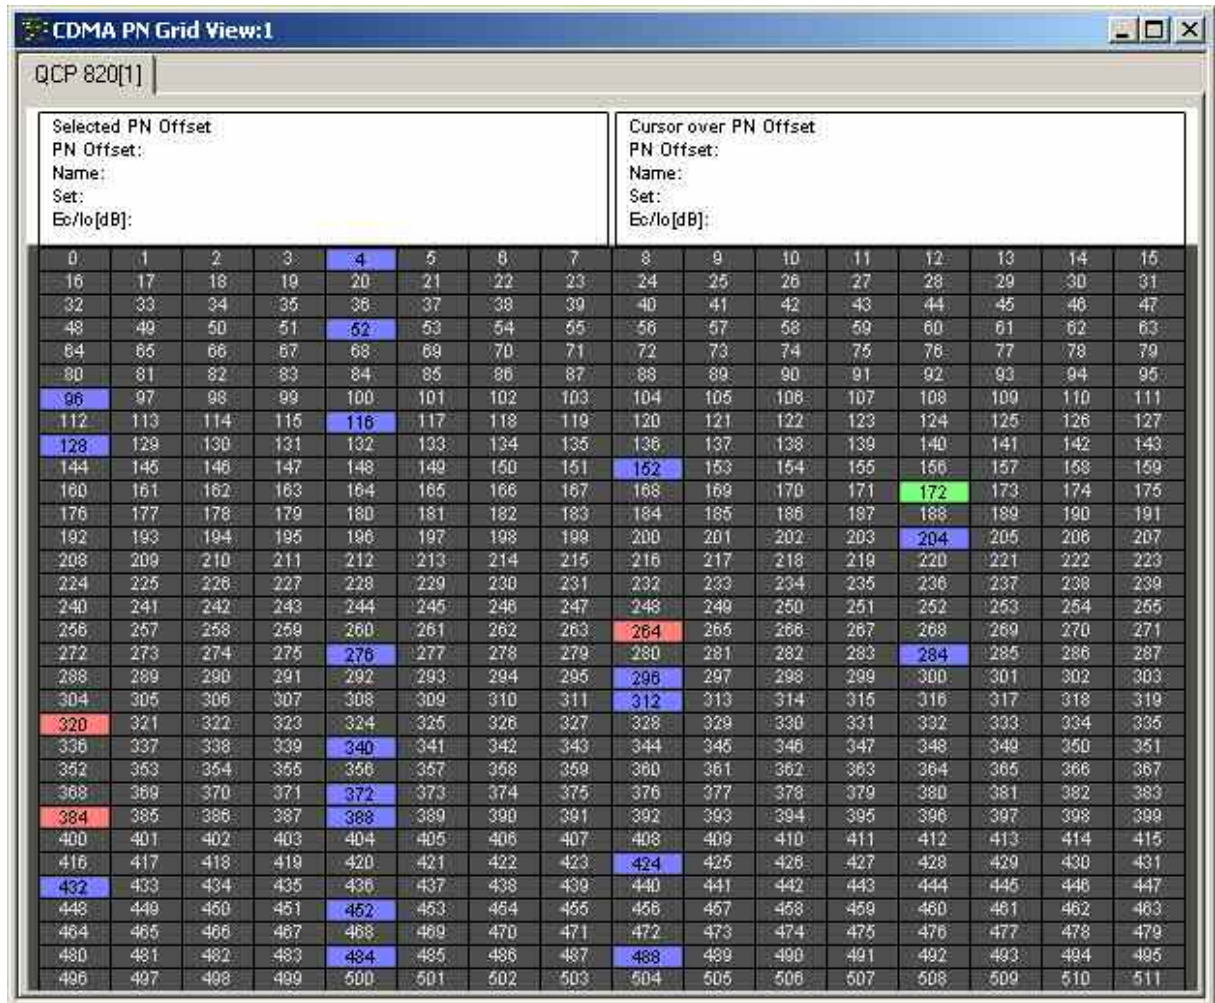 CDMA PN Grid View:1
QCP 820[1]
Selected PN Offset
PN Offset:
Name:
Set:
Ec/Io[dB]:
Cursor over PN Offset
PN Offset:
Name:
Set:
Ec/Io[dB]:
0 1 2 3 4 5 6 7 8 9 10 11 12 13 14 15
16 17 18 19 20 21 22 23 24 25 26 27 28 29 30 31
32 33 34 35 36 37 38 39 40 41 42 43 44 45 46 47
48 49 50 51 52 53 54 55 56 57 58 59 60 61 62 63
64 65 66 67 68 69 70 71 72 73 74 75 76 77 78 79
80 81 82 83 84 85 86 87 88 89 90 91 92 93 94 95
96 97 98 99 100 101 102 103 104 105 106 107 108 109 110 111
112 113 114 115 116 117 118 119 120 121 122 123 124 125 126 127
128 129 130 131 132 133 134 135 136 137 138 139 140 141 142 143
144 145 146 147 148 149 150 151 152 153 154 155 156 157 158 159
160 161 162 163 164 165 166 167 168 169 170 171 172 173 174 175
176 177 178 179 180 181 182 183 184 185 186 187 188 189 190 191
192 193 194 195 196 197 198 199 200 201 202 203 204 205 206 207
208 209 210 211 212 213 214 215 216 217 218 219 220 221 222 223
224 225 226 227 228 229 230 231 232 233 234 235 236 237 238 239
240 241 242 243 244 245 246 247 248 249 250 251 252 253 254 255
256 257 258 259 260 261 262 263 264 265 266 267 268 269 270 271
272 273 274 275 276 277 278 279 280 281 282 283 284 285 286 287
288 289 290 291 292 293 294 295 296 297 298 299 300 301 302 303
304 305 306 307 308 309 310 311 312 313 314 315 316 317 318 319
320 321 322 323 324 325 326 327 328 329 330 331 332 333 334 335
336 337 338 339 340 341 342 343 344 345 346 347 348 349 350 351
352 353 354 355 356 357 358 359 360 361 362 363 364 365 366 367
368 369 370 371 372 373 374 375 376 377 378 379 380 381 382 383
384 385 386 387 388 389 390 391 392 393 394 395 396 397 398 399
400 401 402 403 404 405 406 407 408 409 410 411 412 413 414 415
416 417 418 419 420 421 422 423 424 425 426 427 428 429 430 431
432 433 434 435 436 437 438 439 440 441 442 443 444 445 446 447
448 449 450 451 452 453 454 455 456 457 458 459 460 461 462 463
464 465 466 467 468 469 470 471 472 473 474 475 476 477 478 479
480 481 482 483 484 485 486 487 488 489 490 491 492 493 494 495
496 497 498 499 500 501 502 503 504 505 506 507 508 509 510 511